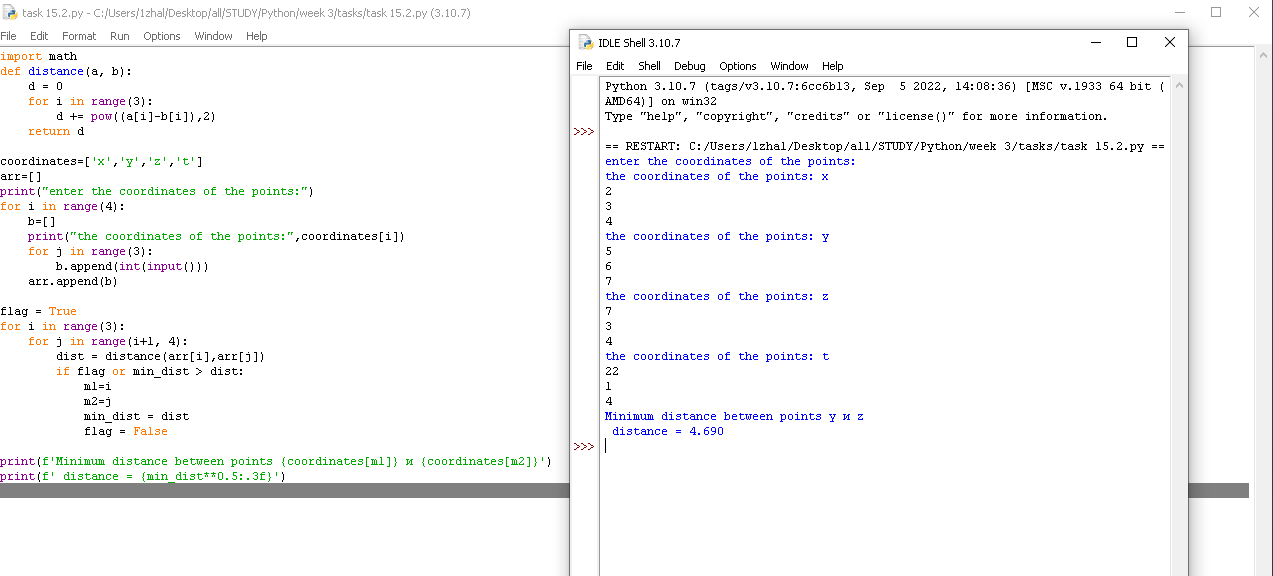 task 15.2.py - C:/Users/1zhal/Desktop/all/STUDY/Python/week 3/tasks/task 15.2.py (3.10.7)
File Edit Format Run Options Window Help
import math
def distance(a, b):
    d = 0
    for i in range(3):
        d += pow((a[i]-b[i]),2)
    return d
coordinates=['x','y','z','t']
arr=[]
print("enter the coordinates of the points:")
for i in range(4):
    b=[]
    print("the coordinates of the points:",coordinates[i])
    for j in range(3):
        b.append(int(input()))
    arr.append(b)
flag = True
for i in range(3):
    for j in range(i+1, 4):
        dist = distance(arr[i],arr[j])
        if flag or min_dist > dist:
            m1=i
            m2=j
            min_dist = dist
            flag = False
print(f'Minimum distance between points {coordinates[m1]} и {coordinates[m2]}')
print(f' distance = {min_dist**0.5:.3f}')
IDLE Shell 3.10.7
File Edit Shell Debug Options Window Help
Python 3.10.7 (tags/v3.10.7:6cc6b13, Sep  5 2022, 14:08:36) [MSC v.1933 64 bit (
AMD64)] on win32
Type "help", "copyright", "credits" or "license()" for more information.
>>>
== RESTART: C:/Users/1zhal/Desktop/all/STUDY/Python/week 3/tasks/task 15.2.py ==
enter the coordinates of the points:
the coordinates of the points: x
2
3
4
the coordinates of the points: y
5
6
7
the coordinates of the points: z
7
3
4
the coordinates of the points: t
22
1
4
Minimum distance between points y и z
 distance = 4.690
>>>